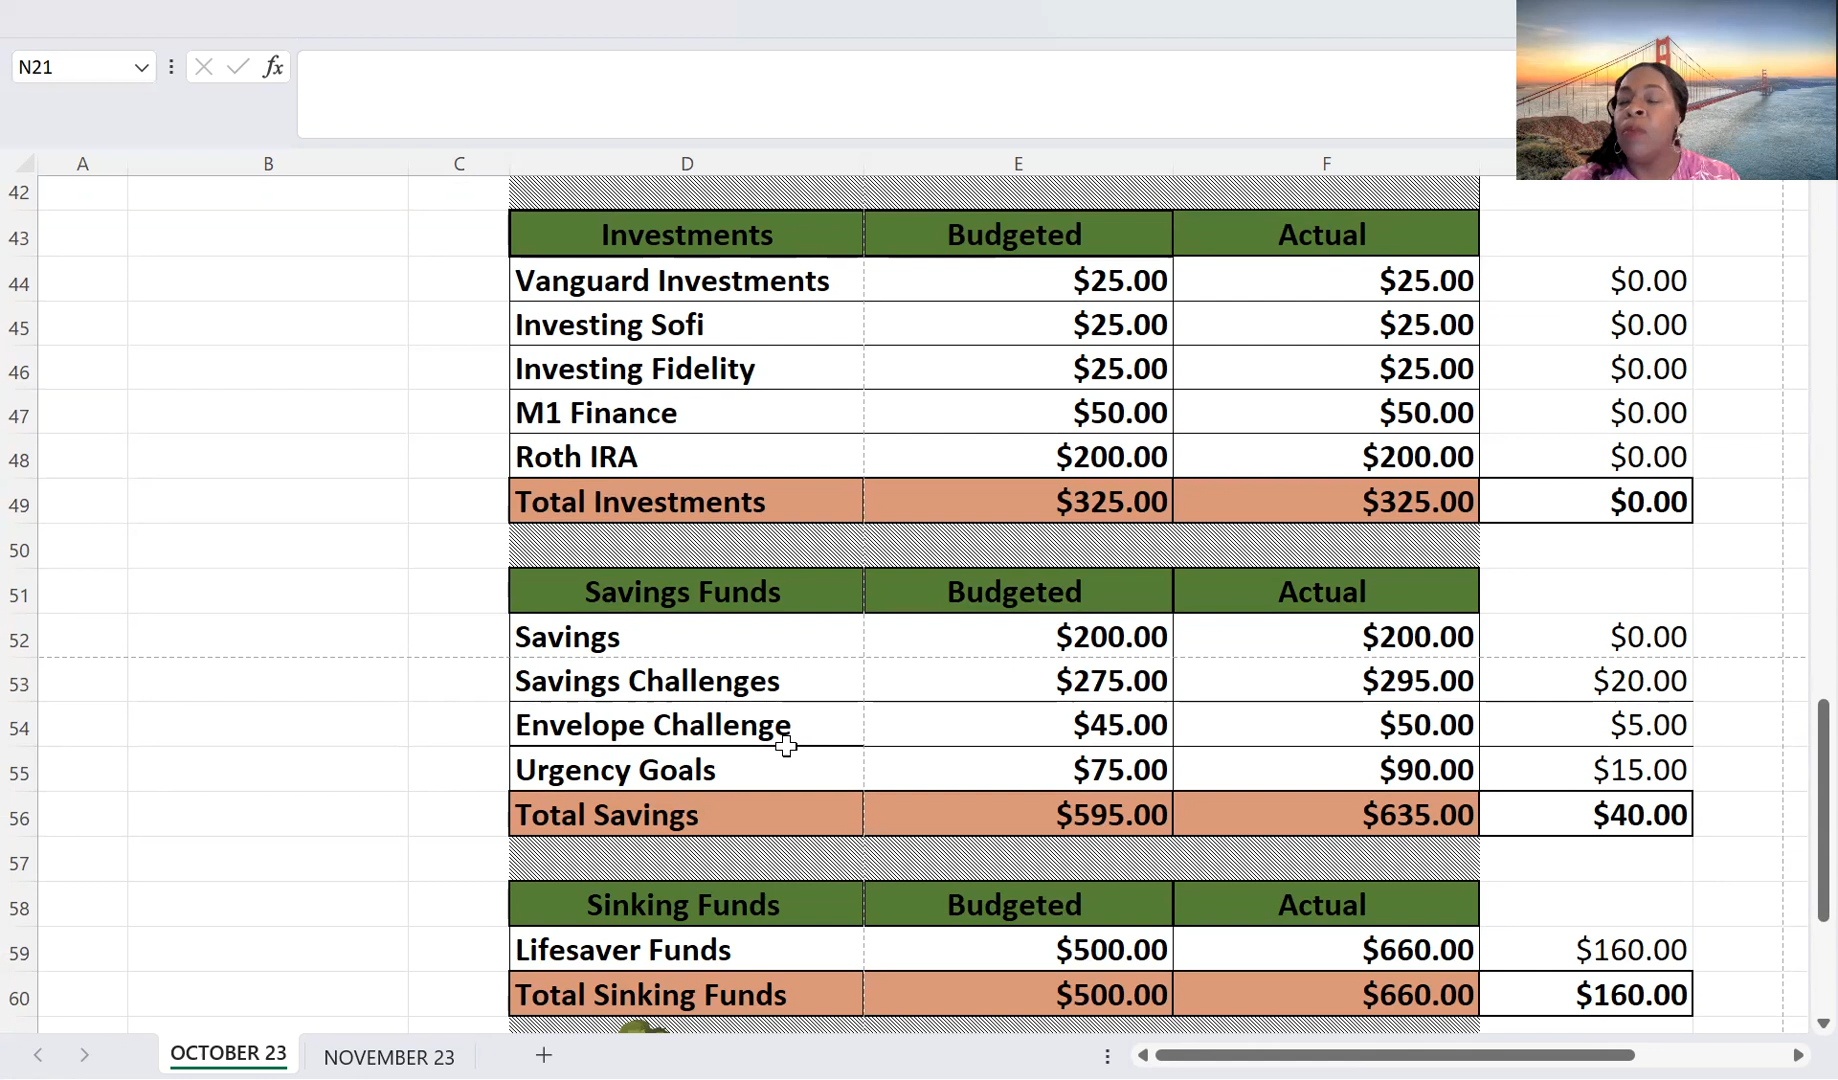 N21
fx
A B C D E F
42
43 Investments Budgeted Actual
44 Vanguard Investments $25.00 $25.00 $0.00
45 Investing Sofi $25.00 $25.00 $0.00
46 Investing Fidelity $25.00 $25.00 $0.00
47 M1 Finance $50.00 $50.00 $0.00
48 Roth IRA $200.00 $200.00 $0.00
49 Total Investments $325.00 $325.00 $0.00
50
51 Savings Funds Budgeted Actual
52 Savings $200.00 $200.00 $0.00
53 Savings Challenges $275.00 $295.00 $20.00
54 Envelope Challenge $45.00 $50.00 $5.00
55 Urgency Goals $75.00 $90.00 $15.00
56 Total Savings $595.00 $635.00 $40.00
57
58 Sinking Funds Budgeted Actual
59 Lifesaver Funds $500.00 $660.00 $160.00
60 Total Sinking Funds $500.00 $660.00 $160.00
OCTOBER 23 NOVEMBER 23